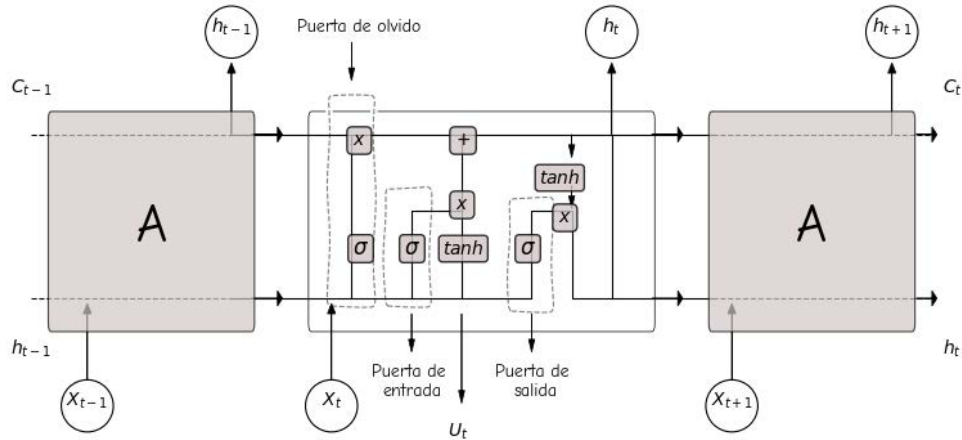 h_{t-1}
Puerta de olvido
h_t
h_{t+1}
C_{t-1}
C_t
x
+
tanh
x
x
A
σ
σ
tanh
σ
A
h_{t-1}
h_t
Puerta de
entrada
Puerta de
salida
X_{t-1}
X_t
X_{t+1}
U_t